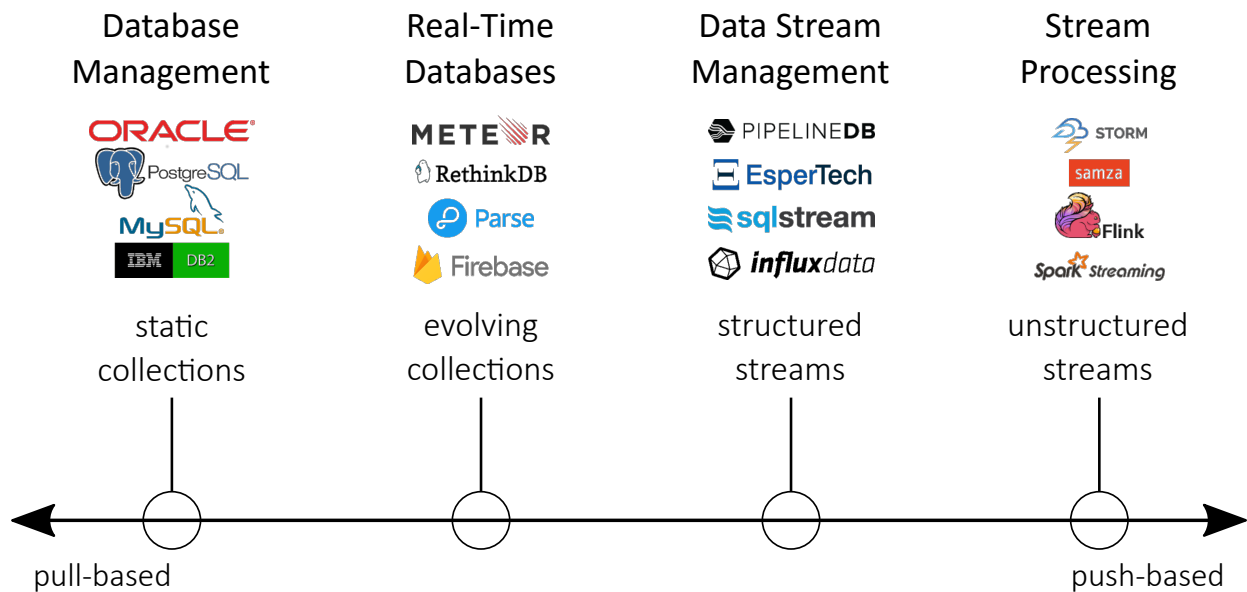 Database
Management
Real-Time
Databases
Data Stream
Management
Stream
Processing
ORACLE®
PostgreSQL
MySQL®
IBM DB2
METEOR
RethinkDB
Parse
Firebase
PIPELINEDB
EsperTech
sqlstream
influxdata
STORM
samza
Flink
Spark Streaming
static
collections
evolving
collections
structured
streams
unstructured
streams
pull-based
push-based